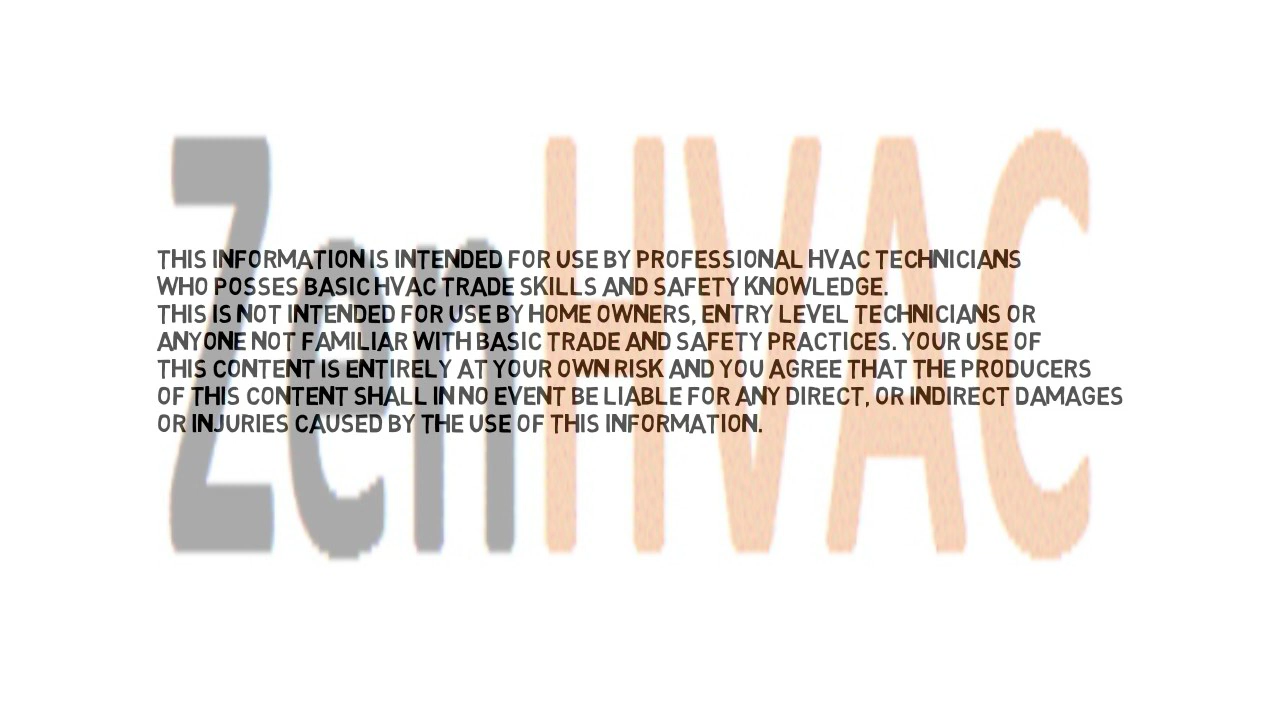 ZenHVAC
THIS INFORMATION IS INTENDED FOR USE BY PROFESSIONAL HVAC TECHNICIANS
WHO POSSES BASIC HVAC TRADE SKILLS AND SAFETY KNOWLEDGE.
THIS IS NOT INTENDED FOR USE BY HOME OWNERS, ENTRY LEVEL TECHNICIANS OR
ANYONE NOT FAMILIAR WITH BASIC TRADE AND SAFETY PRACTICES. YOUR USE OF
THIS CONTENT IS ENTIRELY AT YOUR OWN RISK AND YOU AGREE THAT THE PRODUCERS
OF THIS CONTENT SHALL IN NO EVENT BE LIABLE FOR ANY DIRECT, OR INDIRECT DAMAGES
OR INJURIES CAUSED BY THE USE OF THIS INFORMATION.